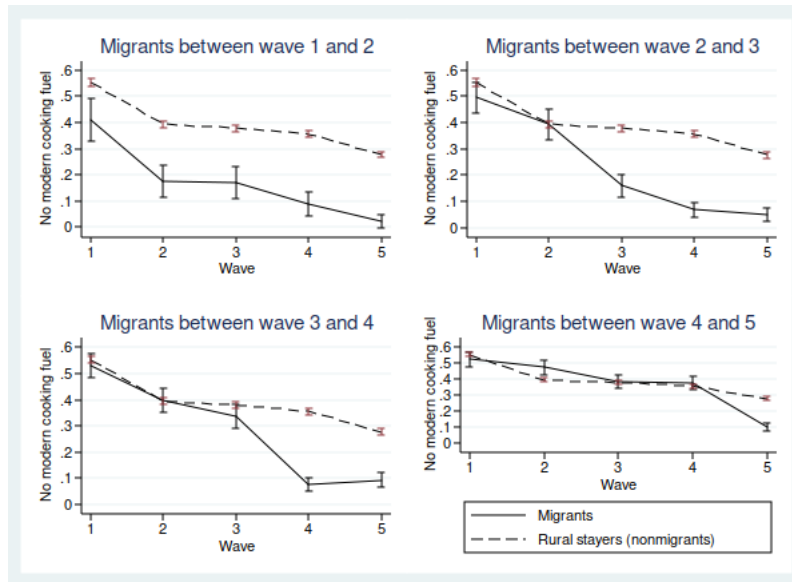 Migrants between wave 1 and 2
No modern cooking fuel
.6
.5
.4
.3
.2
.1
0
1 2 3 4 5
Wave
Migrants between wave 2 and 3
No modern cooking fuel
.6
.5
.4
.3
.2
.1
0
1 2 3 4 5
Wave
Migrants between wave 3 and 4
No modern cooking fuel
.6
.5
.4
.3
.2
.1
0
1 2 3 4 5
Wave
Migrants between wave 4 and 5
No modern cooking fuel
.6
.5
.4
.3
.2
.1
0
1 2 3 4 5
Wave
Migrants
Rural stayers (nonmigrants)